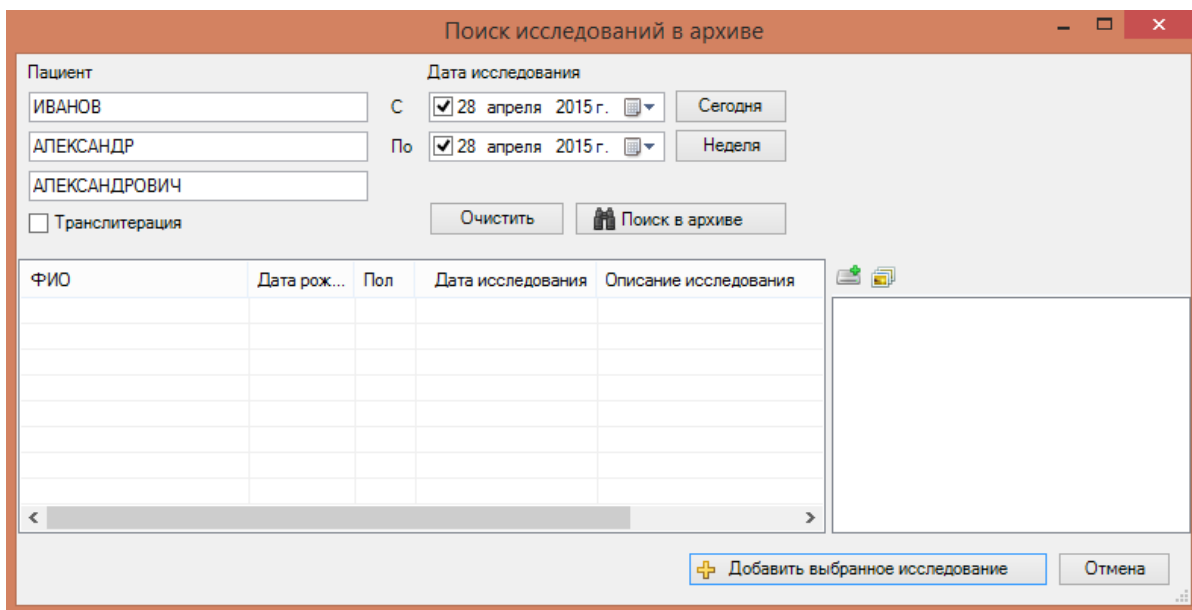 Поиск исследований в архиве
Пациент Дата исследования
ИВАНОВ С 28 апреля 2015 г. Сегодня
АЛЕКСАНДР По 28 апреля 2015 г. Неделя
АЛЕКСАНДРОВИЧ
Транслитерация Очистить Поиск в архиве
ФИО Дата рож... Пол Дата исследования Описание исследования
Добавить выбранное исследование Отмена